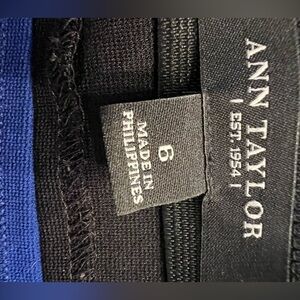 ANN TAYLOR
EST. 1954
6
MADE IN
PHILIPPINES